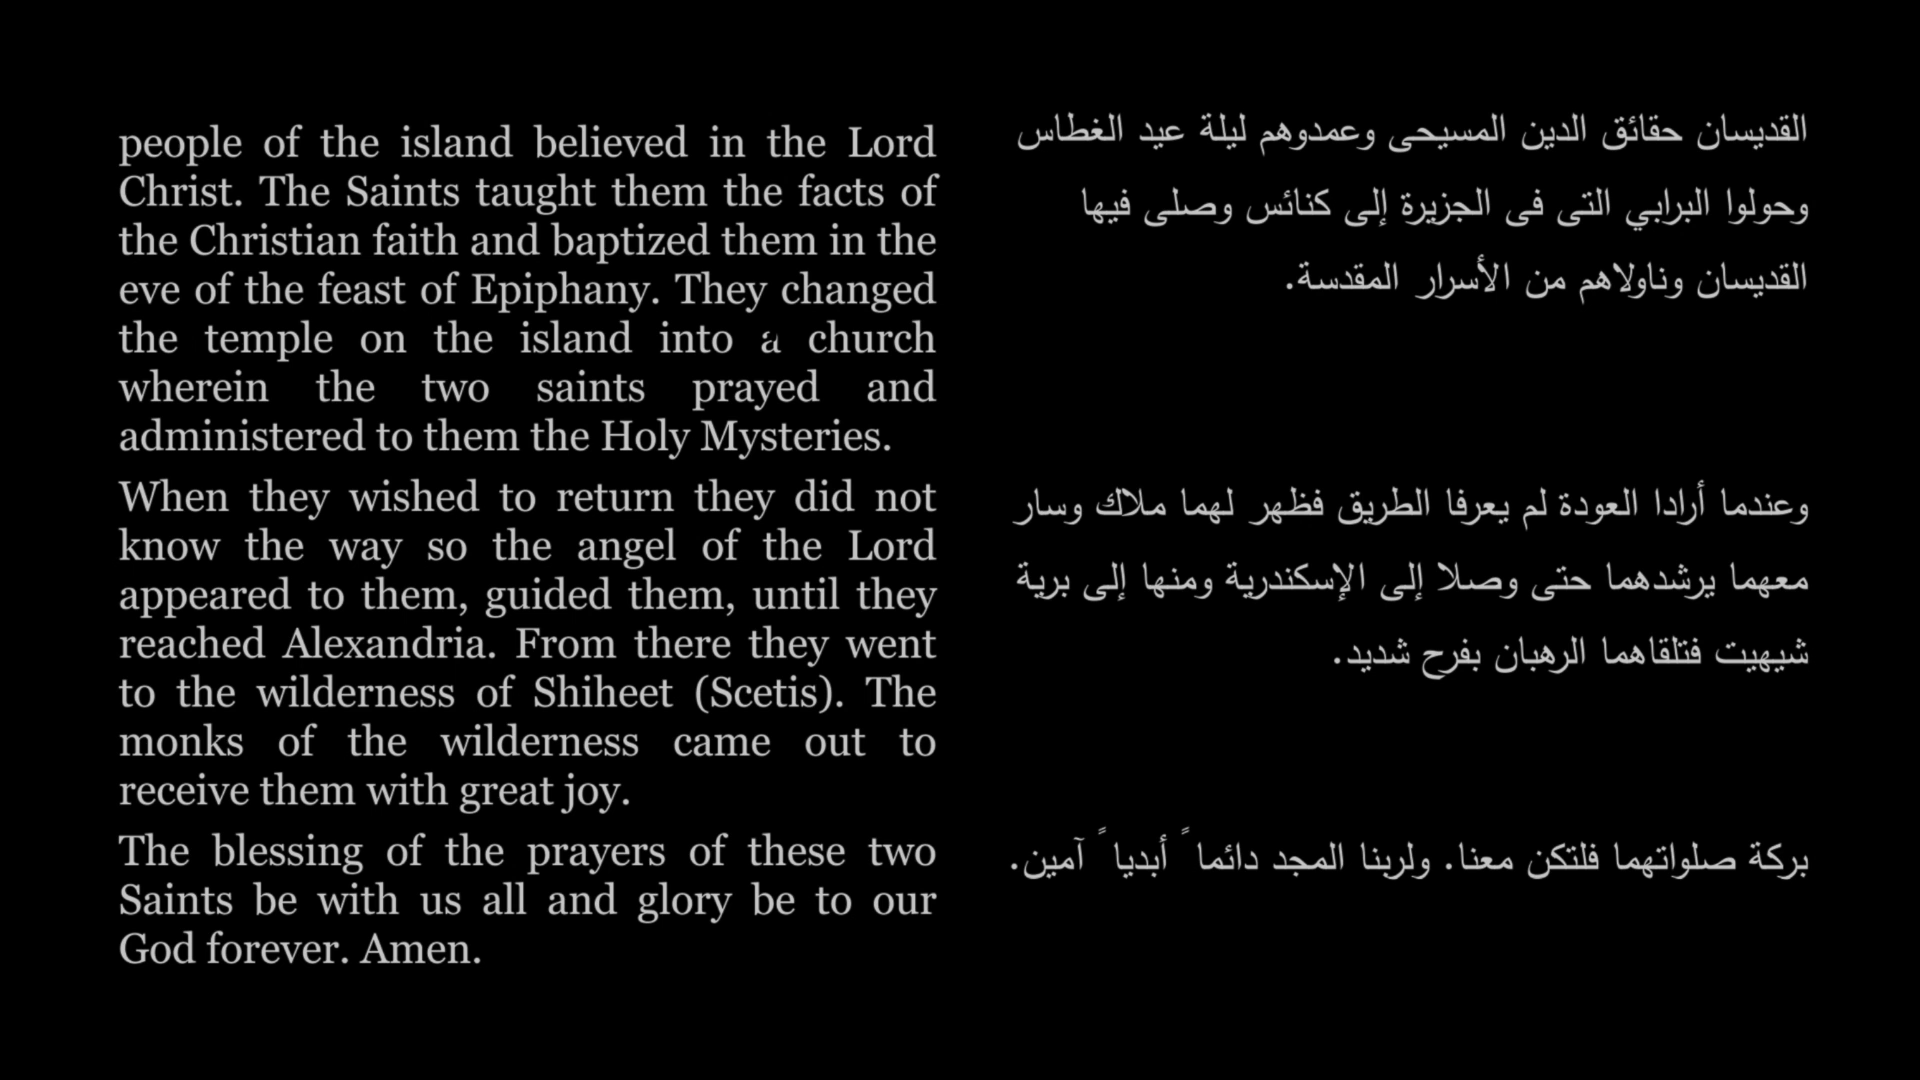 people of the island believed in the Lord
Christ. The Saints taught them the facts of
the Christian faith and baptized them in the
eve of the feast of Epiphany. They changed
the temple on the island into a church
wherein the two saints prayed and
administered to them the Holy Mysteries.
When they wished to return they did not
know the way so the angel of the Lord
appeared to them, guided them, until they
reached Alexandria. From there they went
to the wilderness of Shiheet (Scetis). The
monks of the wilderness came out to
receive them with great joy.
The blessing of the prayers of these two
Saints be with us all and glory be to our
God forever. Amen.
القديسان حقائق الدين المسيحى وعمدوهم ليلة عيد الغطاس
وحولوا البرابي التى فى الجزيرة إلى كنائس وصلى فيها
القديسان وناولاهم من الأسرار المقدسة.
وعندما أرادا العودة لم يعرفا الطريق فظهر لهما ملاك وسار
معهما يرشدهما حتى وصلا إلى الإسكندرية ومنها إلى برية
شيهيت فتلقاهما الرهبان بفرح شديد.
بركة صلواتهما فلتكن معنا. ولربنا المجد دائما ً أبديا ً آمين.